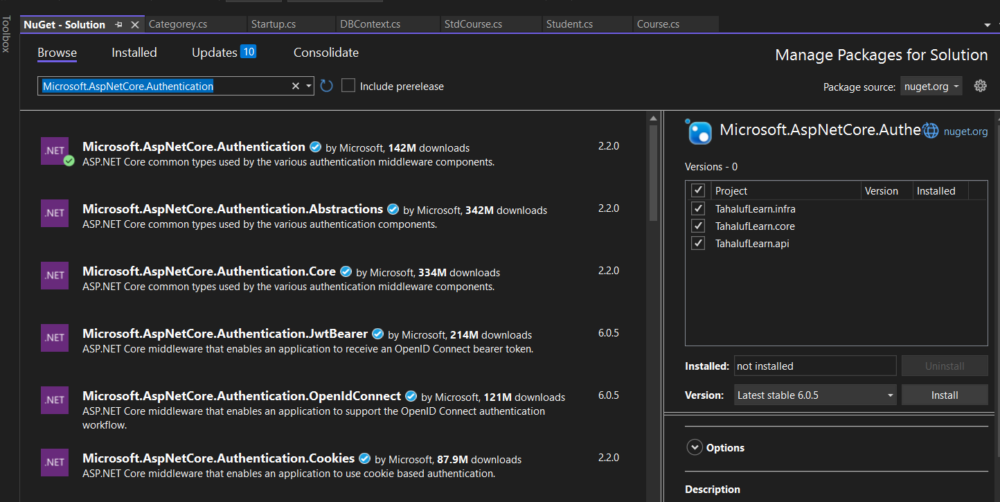 Toolbox
NuGet - Solution
Categorey.cs
Startup.cs
DBContext.cs
StdCourse.cs
Student.cs
Course.cs
Browse
Installed
Updates 10
Consolidate
Manage Packages for Solution
Microsoft.AspNetCore.Authentication
Include prerelease
Package source: nuget.org
.NET
Microsoft.AspNetCore.Authentication by Microsoft, 142M downloads
2.2.0
ASP.NET Core common types used by the various authentication middleware components.
.NET
Microsoft.AspNetCore.Authentication.Abstractions by Microsoft, 342M downloads
2.2.0
ASP.NET Core common types used by the various authentication components.
.NET
Microsoft.AspNetCore.Authentication.Core by Microsoft, 334M downloads
2.2.0
ASP.NET Core common types used by the various authentication middleware components.
.NET
Microsoft.AspNetCore.Authentication.JwtBearer by Microsoft, 214M downloads
6.0.5
ASP.NET Core middleware that enables an application to receive an OpenID Connect bearer token.
.NET
Microsoft.AspNetCore.Authentication.OpenIdConnect by Microsoft, 121M downloads
6.0.5
ASP.NET Core middleware that enables an application to support the OpenID Connect authentication
workflow.
.NET
Microsoft.AspNetCore.Authentication.Cookies by Microsoft, 87.9M downloads
2.2.0
ASP.NET Core middleware that enables an application to use cookie based authentication.
Microsoft.AspNetCore.Authe
nuget.org
Versions - 0
Project Version Installed
TahalufLearn.infra
TahalufLearn.core
TahalufLearn.api
Installed: not installed Uninstall
Version: Latest stable 6.0.5 Install
Options
Description